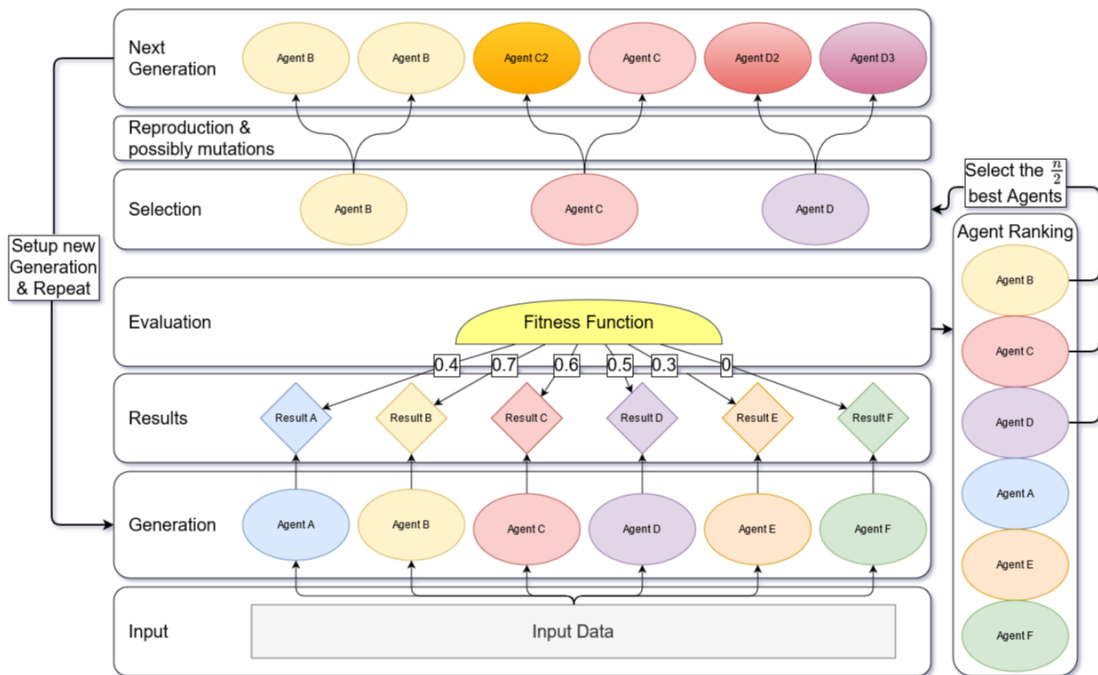 Next
Generation
Agent B
Agent B
Agent C2
Agent C
Agent D2
Agent D3
Reproduction &
possibly mutations
Selection
Agent B
Agent C
Agent D
Select the n/2
best Agents
Setup new
Generation
& Repeat
Agent Ranking
Agent B
Agent C
Agent D
Agent A
Agent E
Agent F
Evaluation
Fitness Function
0.4
0.7
0.6
0.5
0.3
0
Results
Result A
Result B
Result C
Result D
Result E
Result F
Generation
Agent A
Agent B
Agent C
Agent D
Agent E
Agent F
Input
Input Data